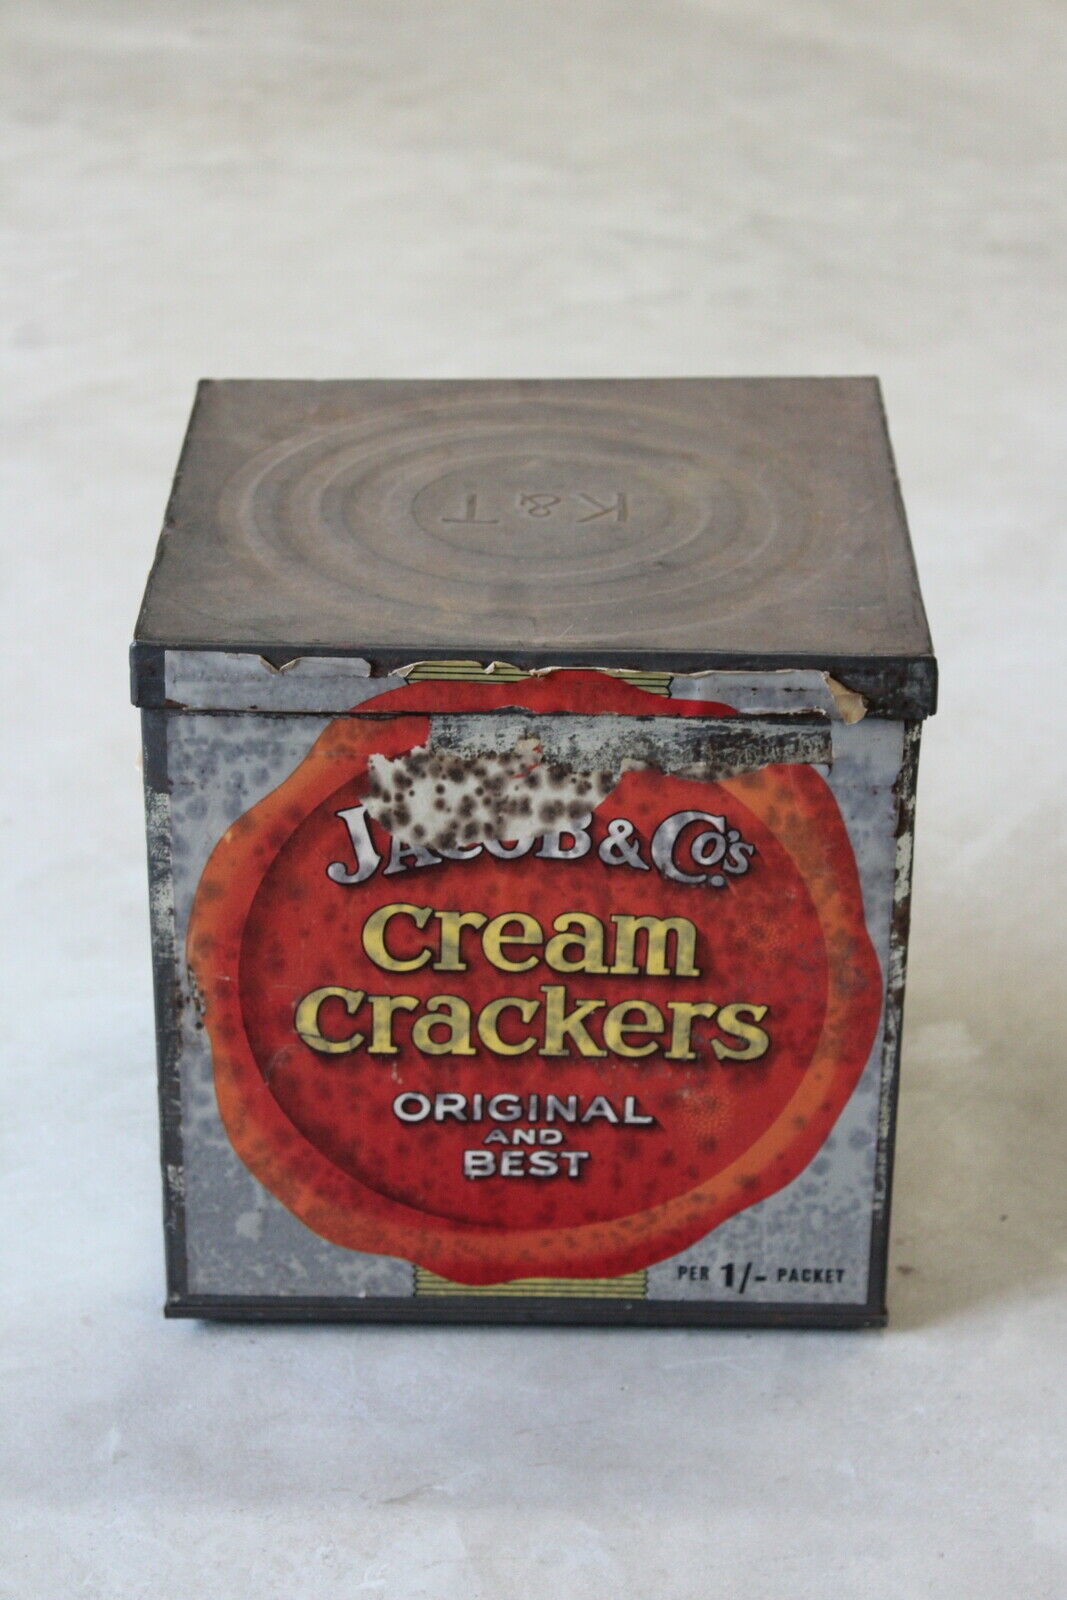 K & T
JACOB & Co's
Cream
Crackers
ORIGINAL
AND
BEST
PER 1/- PACKET